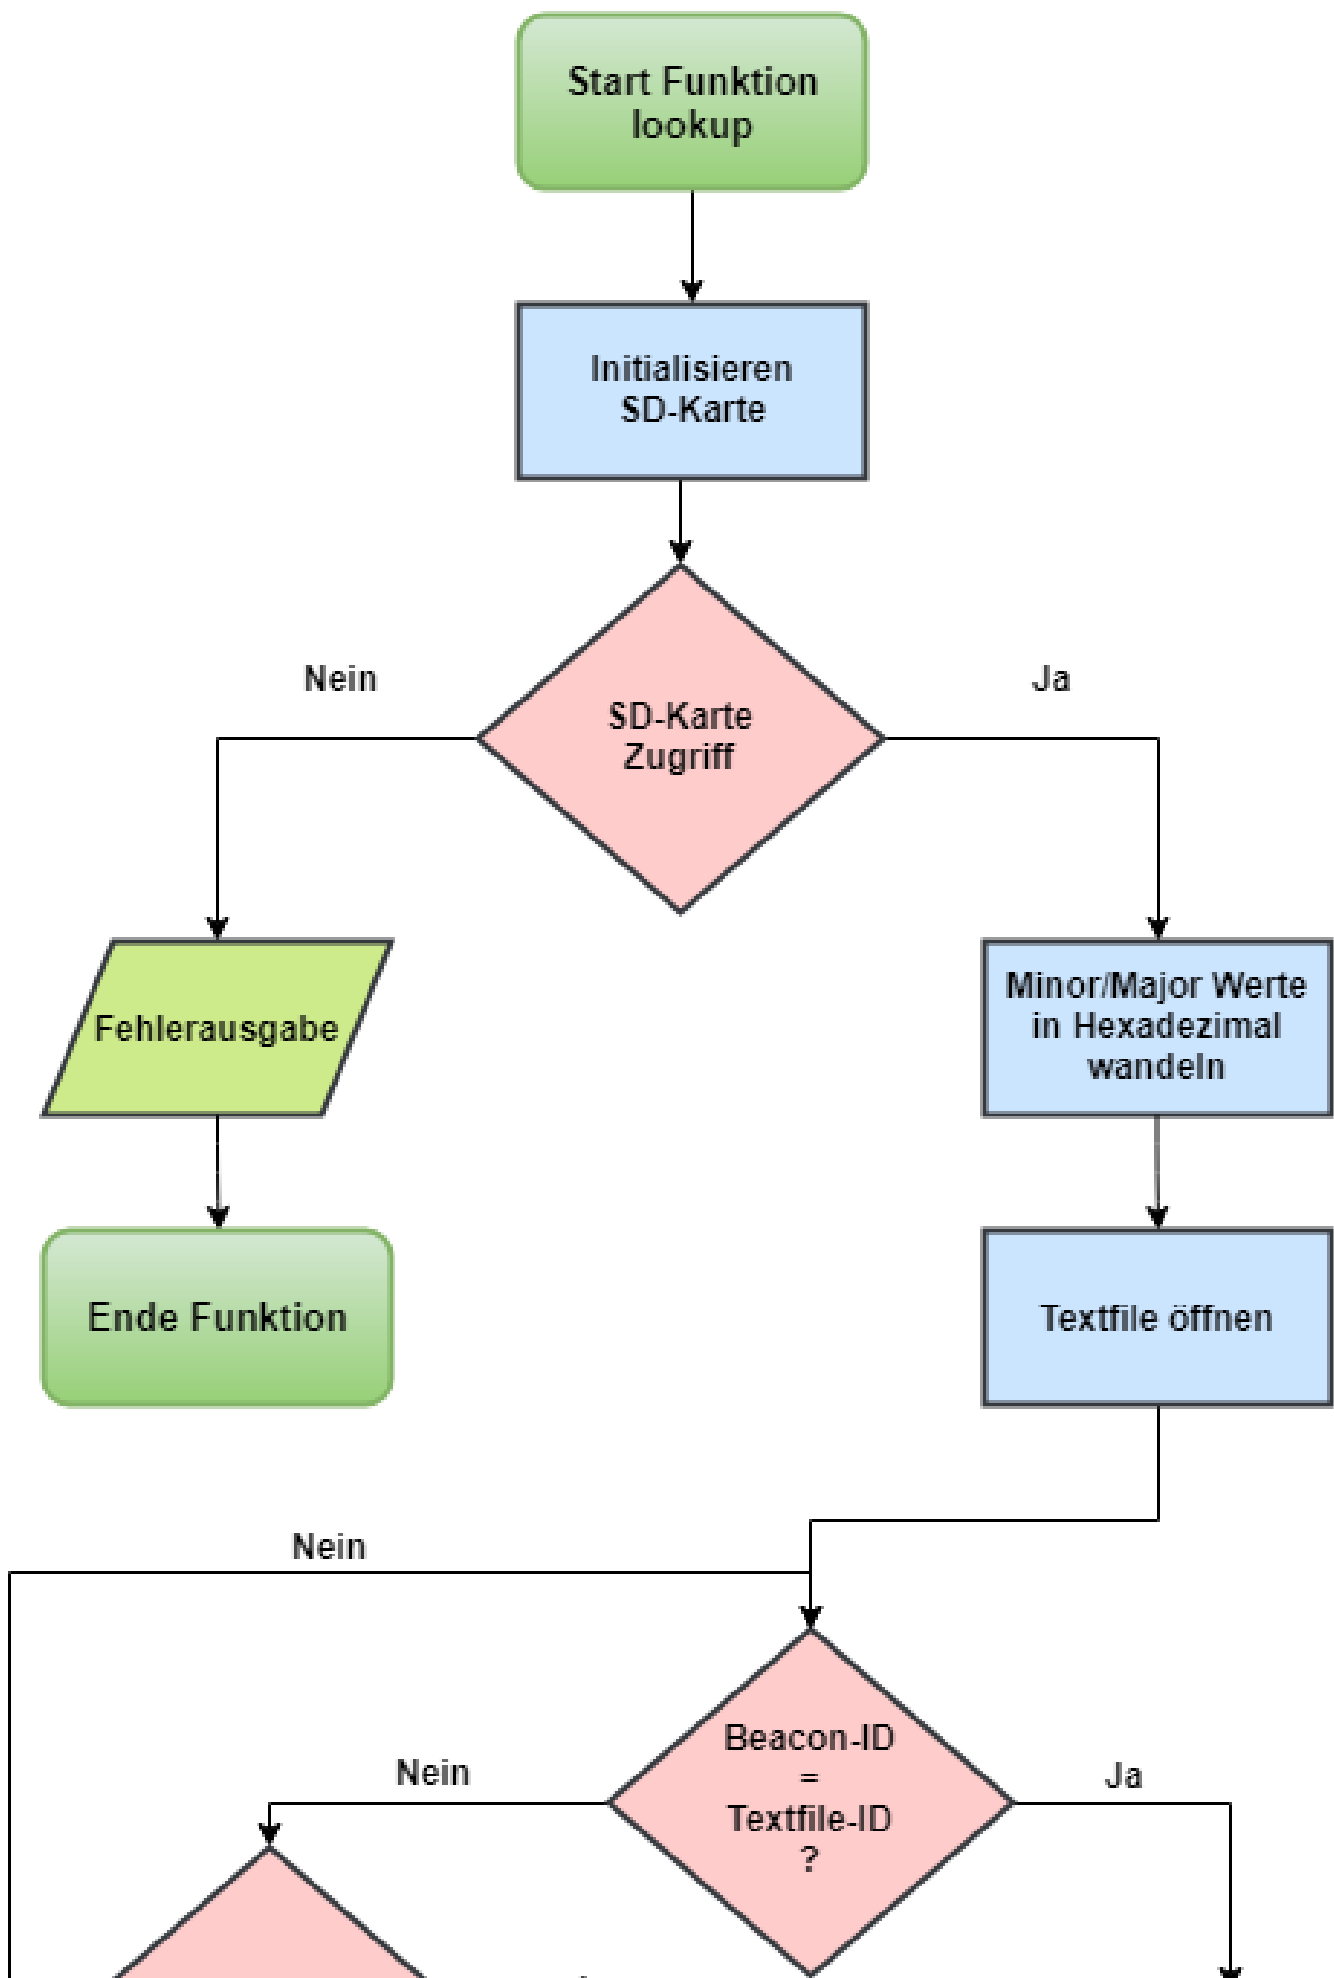 Start Funktion
lookup
Initialisieren
SD-Karte
Nein
Ja
SD-Karte
Zugriff
Fehlerausgabe
Minor/Major Werte
in Hexadezimal
wandeln
Ende Funktion
Textfile öffnen
Nein
Nein
Beacon-ID
=
Textfile-ID
?
Ja